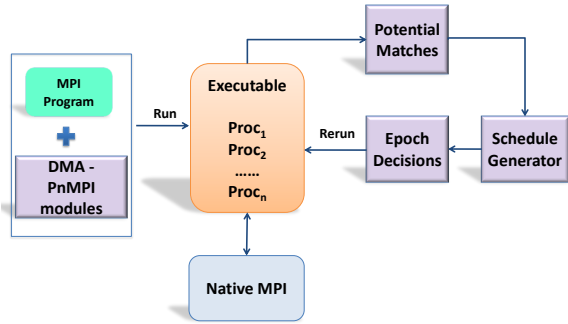 MPI
Program
+
DMA -
PnMPI
modules
Run
Executable
Proc1
Proc2
......
Procn
Native MPI
Rerun
Potential
Matches
Epoch
Decisions
Schedule
Generator